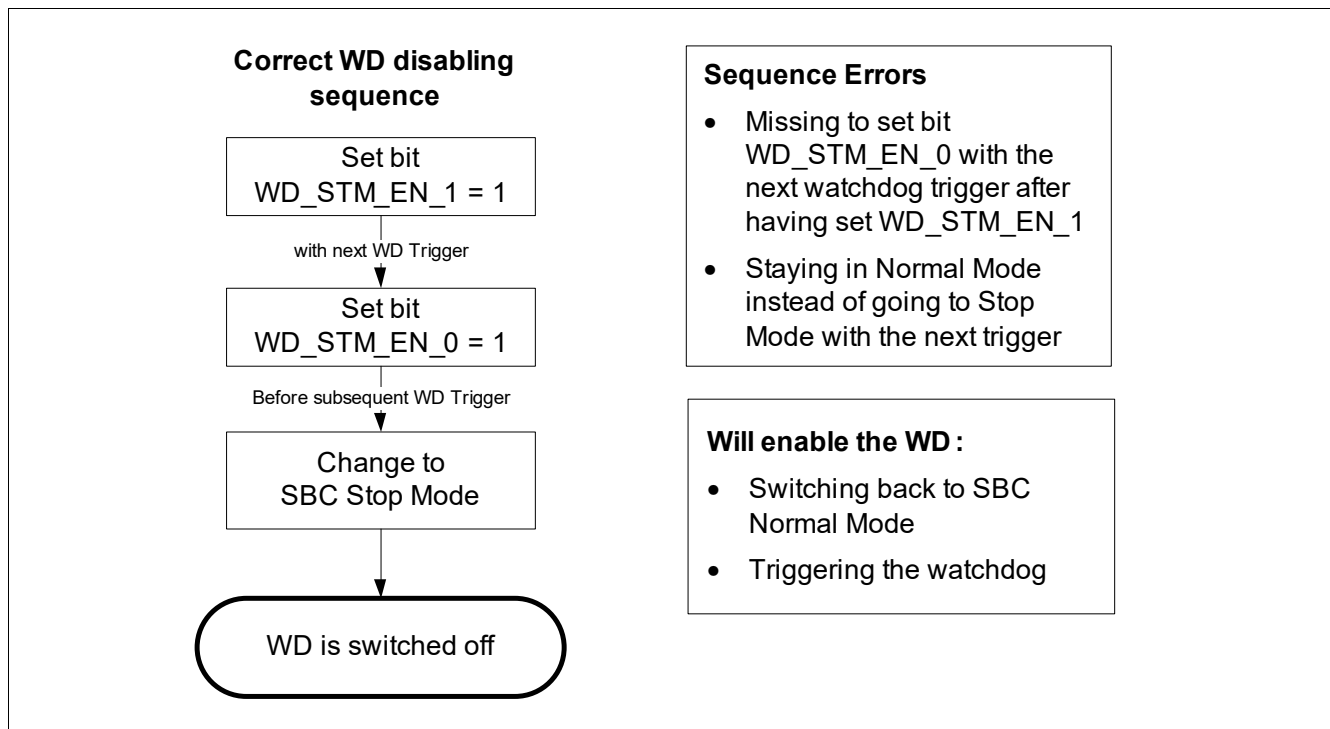 Correct WD disabling
sequence
Set bit
WD_STM_EN_1 = 1
with next WD Trigger
Set bit
WD_STM_EN_0 = 1
Before subsequent WD Trigger
Change to
SBC Stop Mode
WD is switched off
Sequence Errors
• Missing to set bit
WD_STM_EN_0 with the
next watchdog trigger after
having set WD_STM_EN_1
• Staying in Normal Mode
instead of going to Stop
Mode with the next trigger
Will enable the WD :
• Switching back to SBC
Normal Mode
• Triggering the watchdog